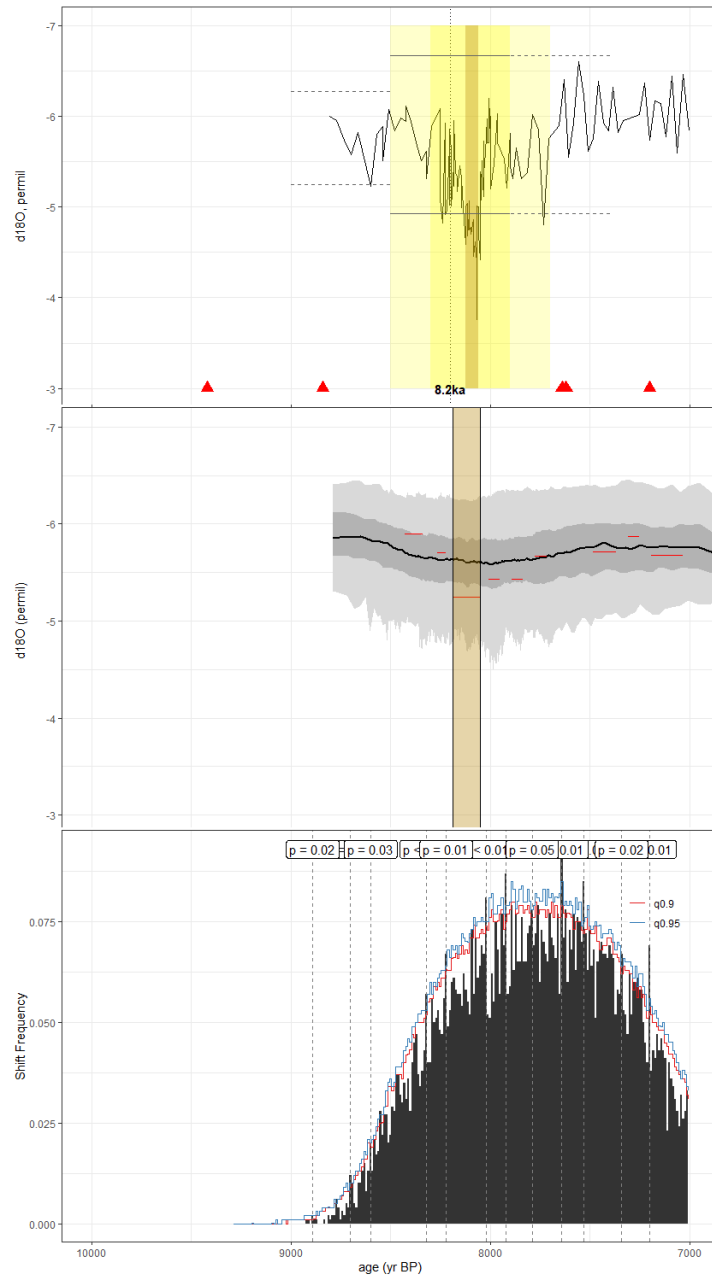 -7
-6
-5
-4
-3
d18O, permil
8.2ka
-7
-6
-5
-4
-3
d18O (permil)
p = 0.02 = p = 0.03 p < p = 0.01 < 0.01 p = 0.05 0.01 p = 0.02 0.01
q0.9
q0.95
0.075
0.050
0.025
0.000
Shift Frequency
10000 9000 8000 7000
age (yr BP)